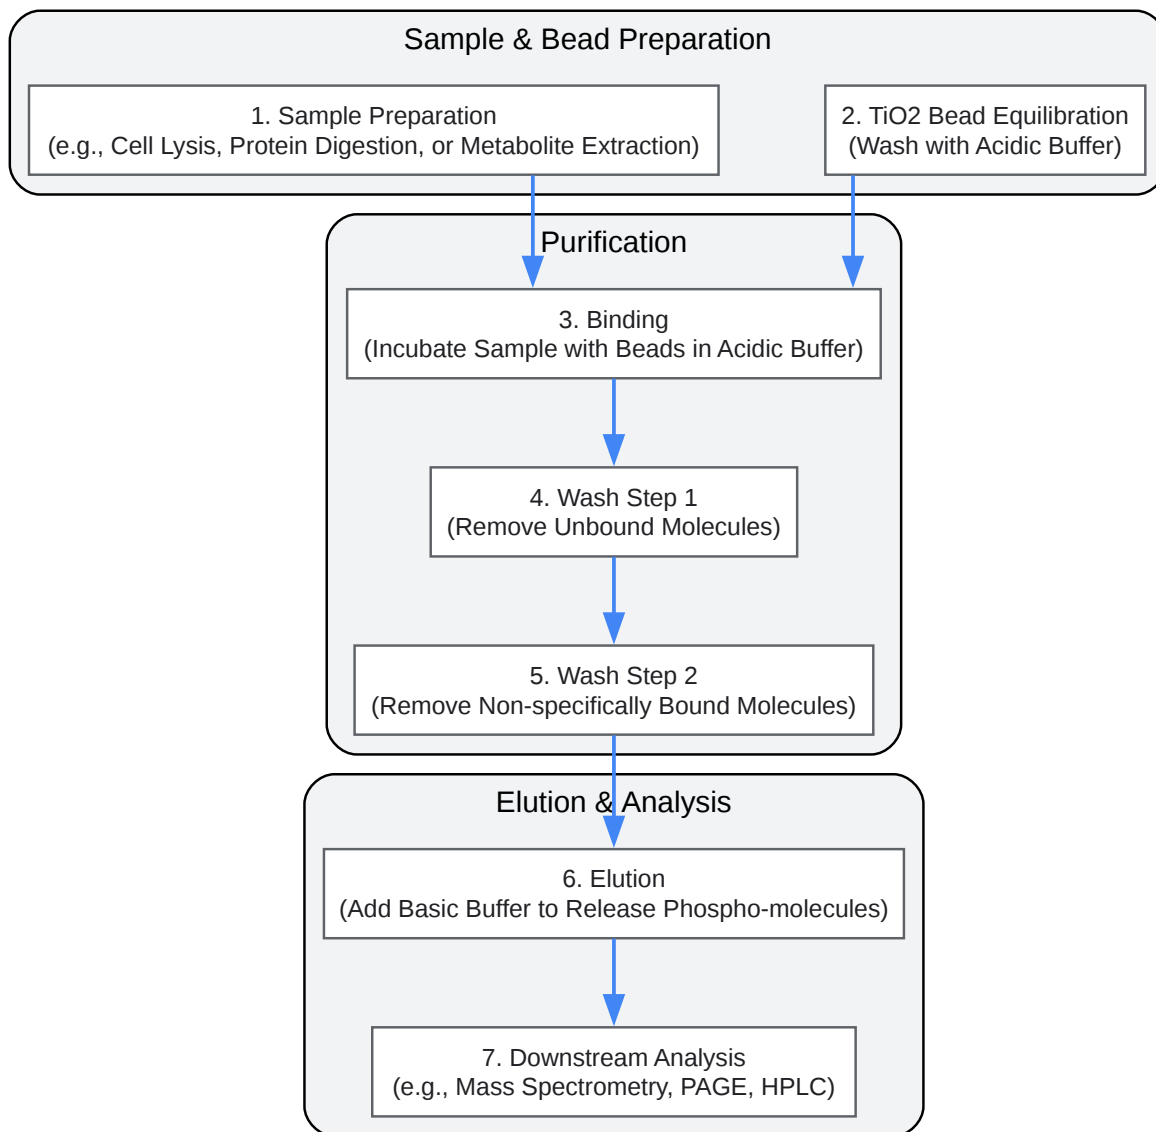 Sample & Bead Preparation
1. Sample Preparation
(e.g., Cell Lysis, Protein Digestion, or Metabolite Extraction)
2. TiO2 Bead Equilibration
(Wash with Acidic Buffer)
Purification
3. Binding
(Incubate Sample with Beads in Acidic Buffer)
4. Wash Step 1
(Remove Unbound Molecules)
5. Wash Step 2
(Remove Non-specifically Bound Molecules)
Elution & Analysis
6. Elution
(Add Basic Buffer to Release Phospho-molecules)
7. Downstream Analysis
(e.g., Mass Spectrometry, PAGE, HPLC)